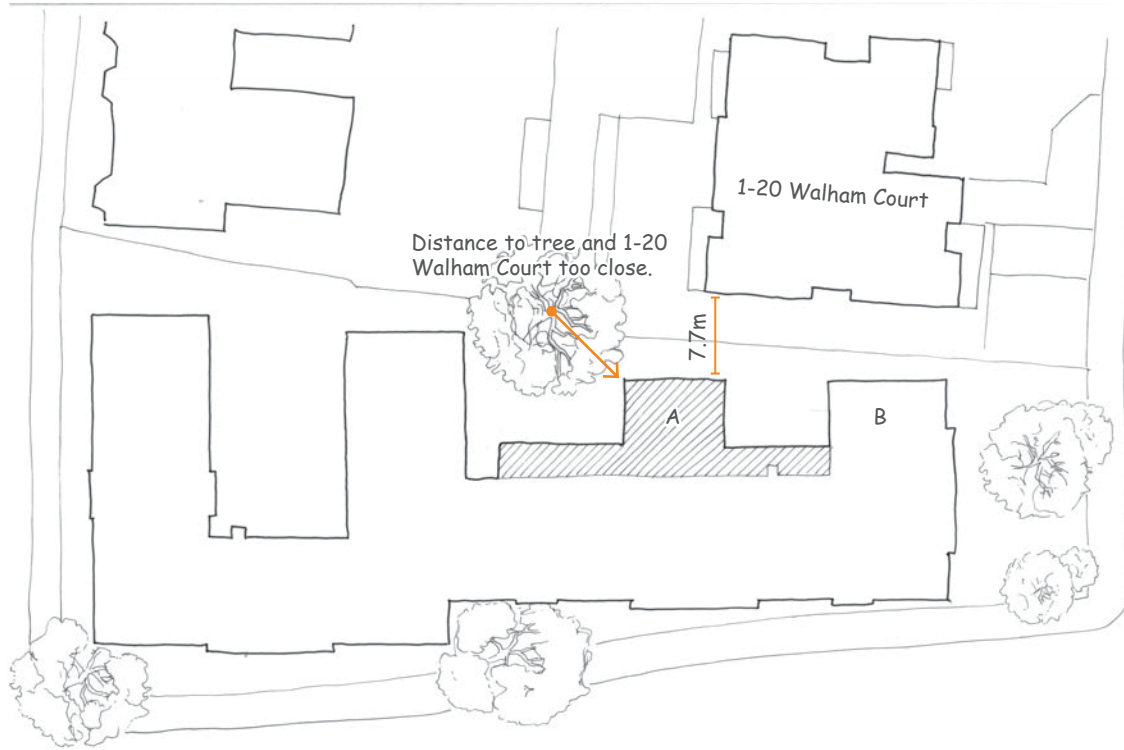 1-20 Walham Court
Distance to tree and 1-20
Walham Court too close.
7.7m
A
B